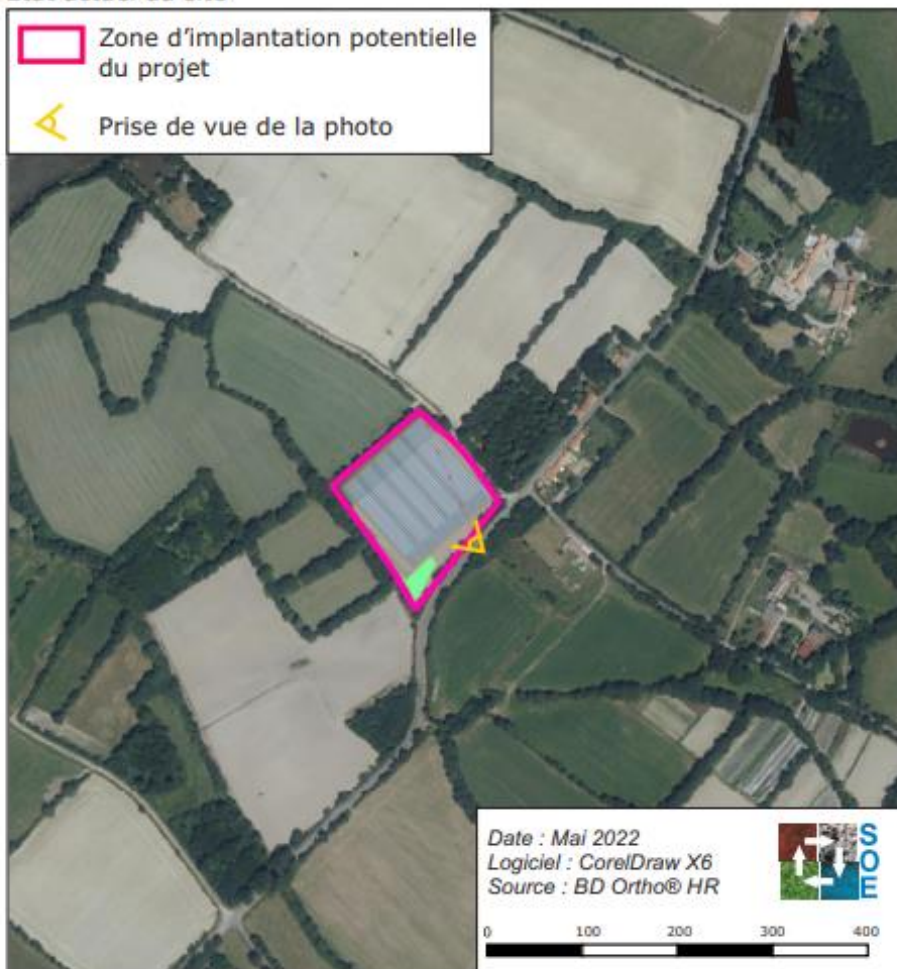 Zone d'implantation potentielle
du projet
Prise de vue de la photo
N
Date : Mai 2022
Logiciel : CorelDraw X6
Source : BD Ortho® HR
SOE
0 100 200 300 400